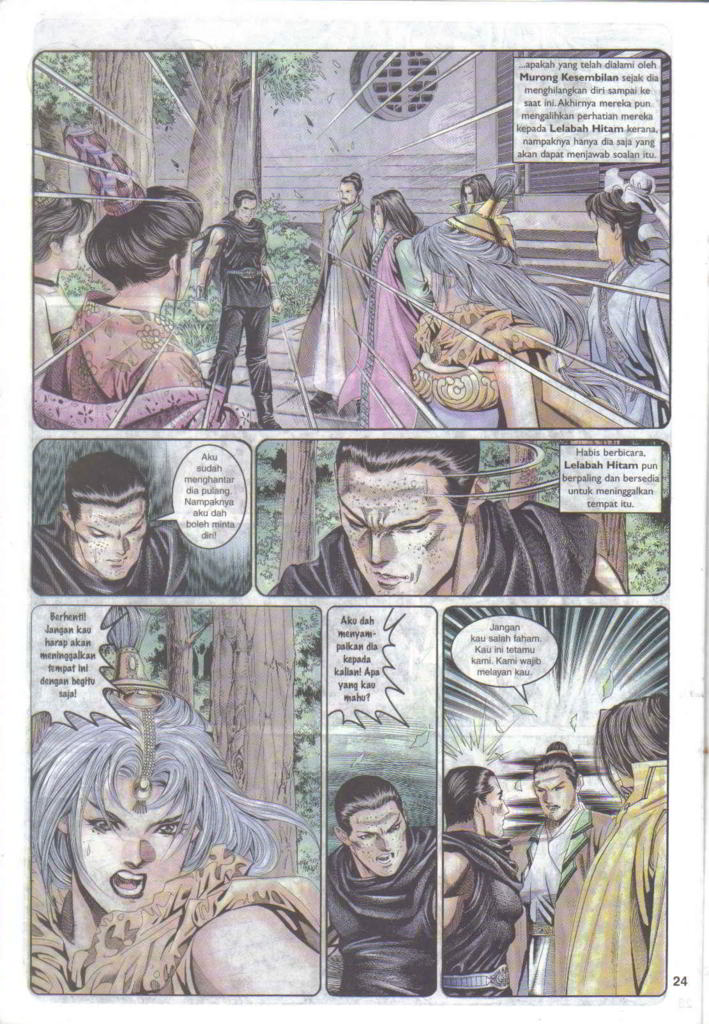 ...apakah yang telah dialami oleh
Murong Kesembilan sejak dia
menghilangkan diri sampai ke
saat ini. Akhirnya mereka pun
mengalihkan perhatian mereka
kepada Lelabah Hitam kerana,
nampaknya hanya dia saja yang
akan dapat menjawab soalan itu.
Aku
sudah
menghantar
dia pulang.
Nampaknya
aku dah
boleh minta
diri!
Habis berbicara,
Lelabah Hitam pun
berpaling dan bersedia
untuk meninggalkan
tempat itu.
Berhenti!
Jangan kau
harap akan
meninggalkan
tempat ini
dengan begitu
saja!
Aku dah
menyam-
paikan dia
kepada
kalian! Apa
yang kau
mahu?
Jangan
kau salah faham.
Kau ini tetamu
kami. Kami wajib
melayan kau.
24